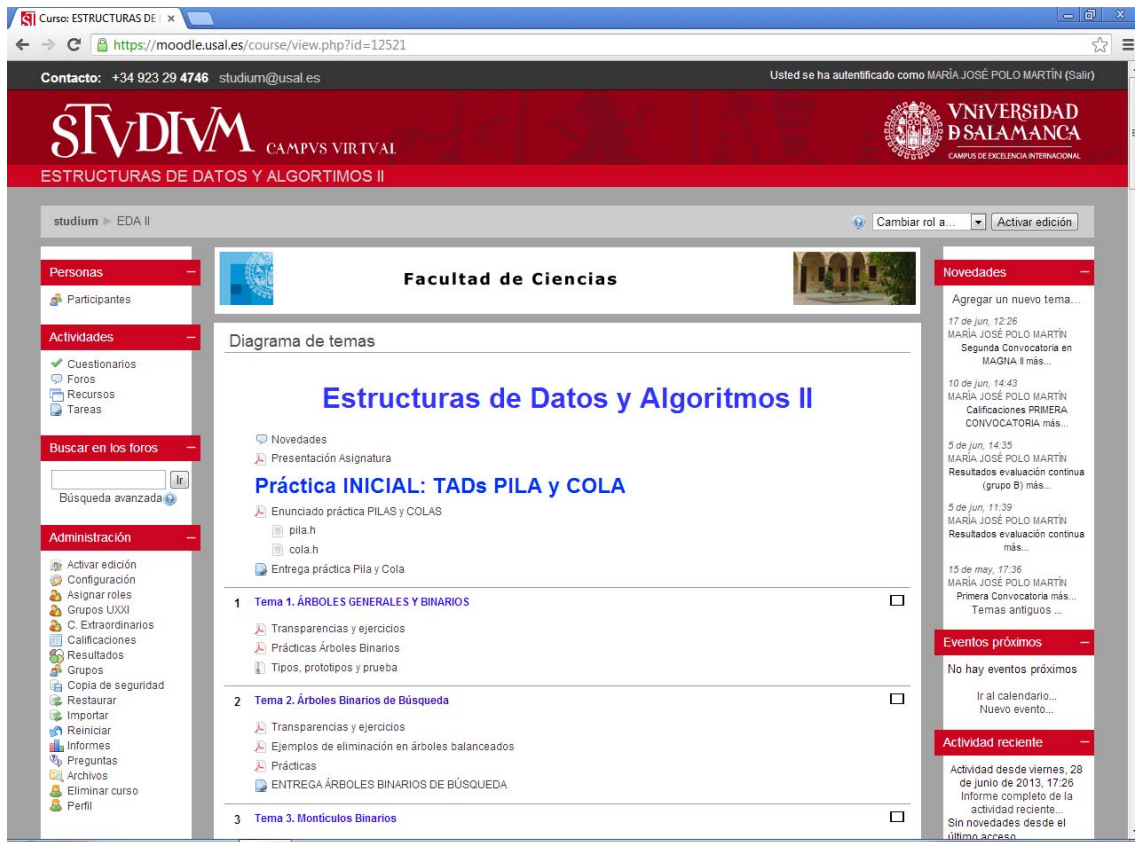 Curso: ESTRUCTURAS DE
https://moodle.usal.es/course/view.php?id=12521
Contacto: +34 923 29 4746 studium@usal.es
Usted se ha autentificado como MARÍA JOSÉ POLO MARTÍN (Salir)
STVDIVM CAMPVS VIRTVAL
VNiVERSiDAD
D SALAMANCA
CAMPUS DE EXCELENCIA INTERNACIONAL
ESTRUCTURAS DE DATOS Y ALGORTIMOS II
studium ► EDA II
Cambiar rol a...
Activar edición
Personas
Participantes
Actividades
Cuestionarios
Foros
Recursos
Tareas
Buscar en los foros
Ir
Búsqueda avanzada
Administración
Activar edición
Configuración
Asignar roles
Grupos UXXI
C. Extraordinarios
Calificaciones
Resultados
Grupos
Copia de seguridad
Restaurar
Importar
Reiniciar
Informes
Preguntas
Archivos
Eliminar curso
Perfil
Facultad de Ciencias
Diagrama de temas
Estructuras de Datos y Algoritmos II
Novedades
Presentación Asignatura
Práctica INICIAL: TADs PILA y COLA
Enunciado práctica PILAS y COLAS
pila.h
cola.h
Entrega práctica Pila y Cola
1 Tema 1. ÁRBOLES GENERALES Y BINARIOS
Transparencias y ejercicios
Prácticas Árboles Binarios
Tipos, prototipos y prueba
2 Tema 2. Árboles Binarios de Búsqueda
Transparencias y ejercicios
Ejemplos de eliminación en árboles balanceados
Prácticas
ENTREGA ÁRBOLES BINARIOS DE BÚSQUEDA
3 Tema 3. Monticulos Binarios
Novedades
Agregar un nuevo tema...
17 de jun, 12:26
MARÍA JOSÉ POLO MARTÍN
Segunda Convocatoria en
MAGNA II más...
10 de jun, 14:43
MARÍA JOSÉ POLO MARTÍN
Calificaciones PRIMERA
CONVOCATORIA más...
5 de jun, 14:35
MARÍA JOSÉ POLO MARTÍN
Resultados evaluación continua
(grupo B) más...
5 de jun, 11:39
MARÍA JOSÉ POLO MARTÍN
Resultados evaluación continua
más...
15 de may, 17:36
MARÍA JOSÉ POLO MARTÍN
Primera Convocatoria más...
Temas antiguos ...
Eventos próximos
No hay eventos próximos
Ir al calendario...
Nuevo evento...
Actividad reciente
Actividad desde viernes, 28
de junio de 2013, 17:26
Informe completo de la
actividad reciente...
Sin novedades desde el
último acceso